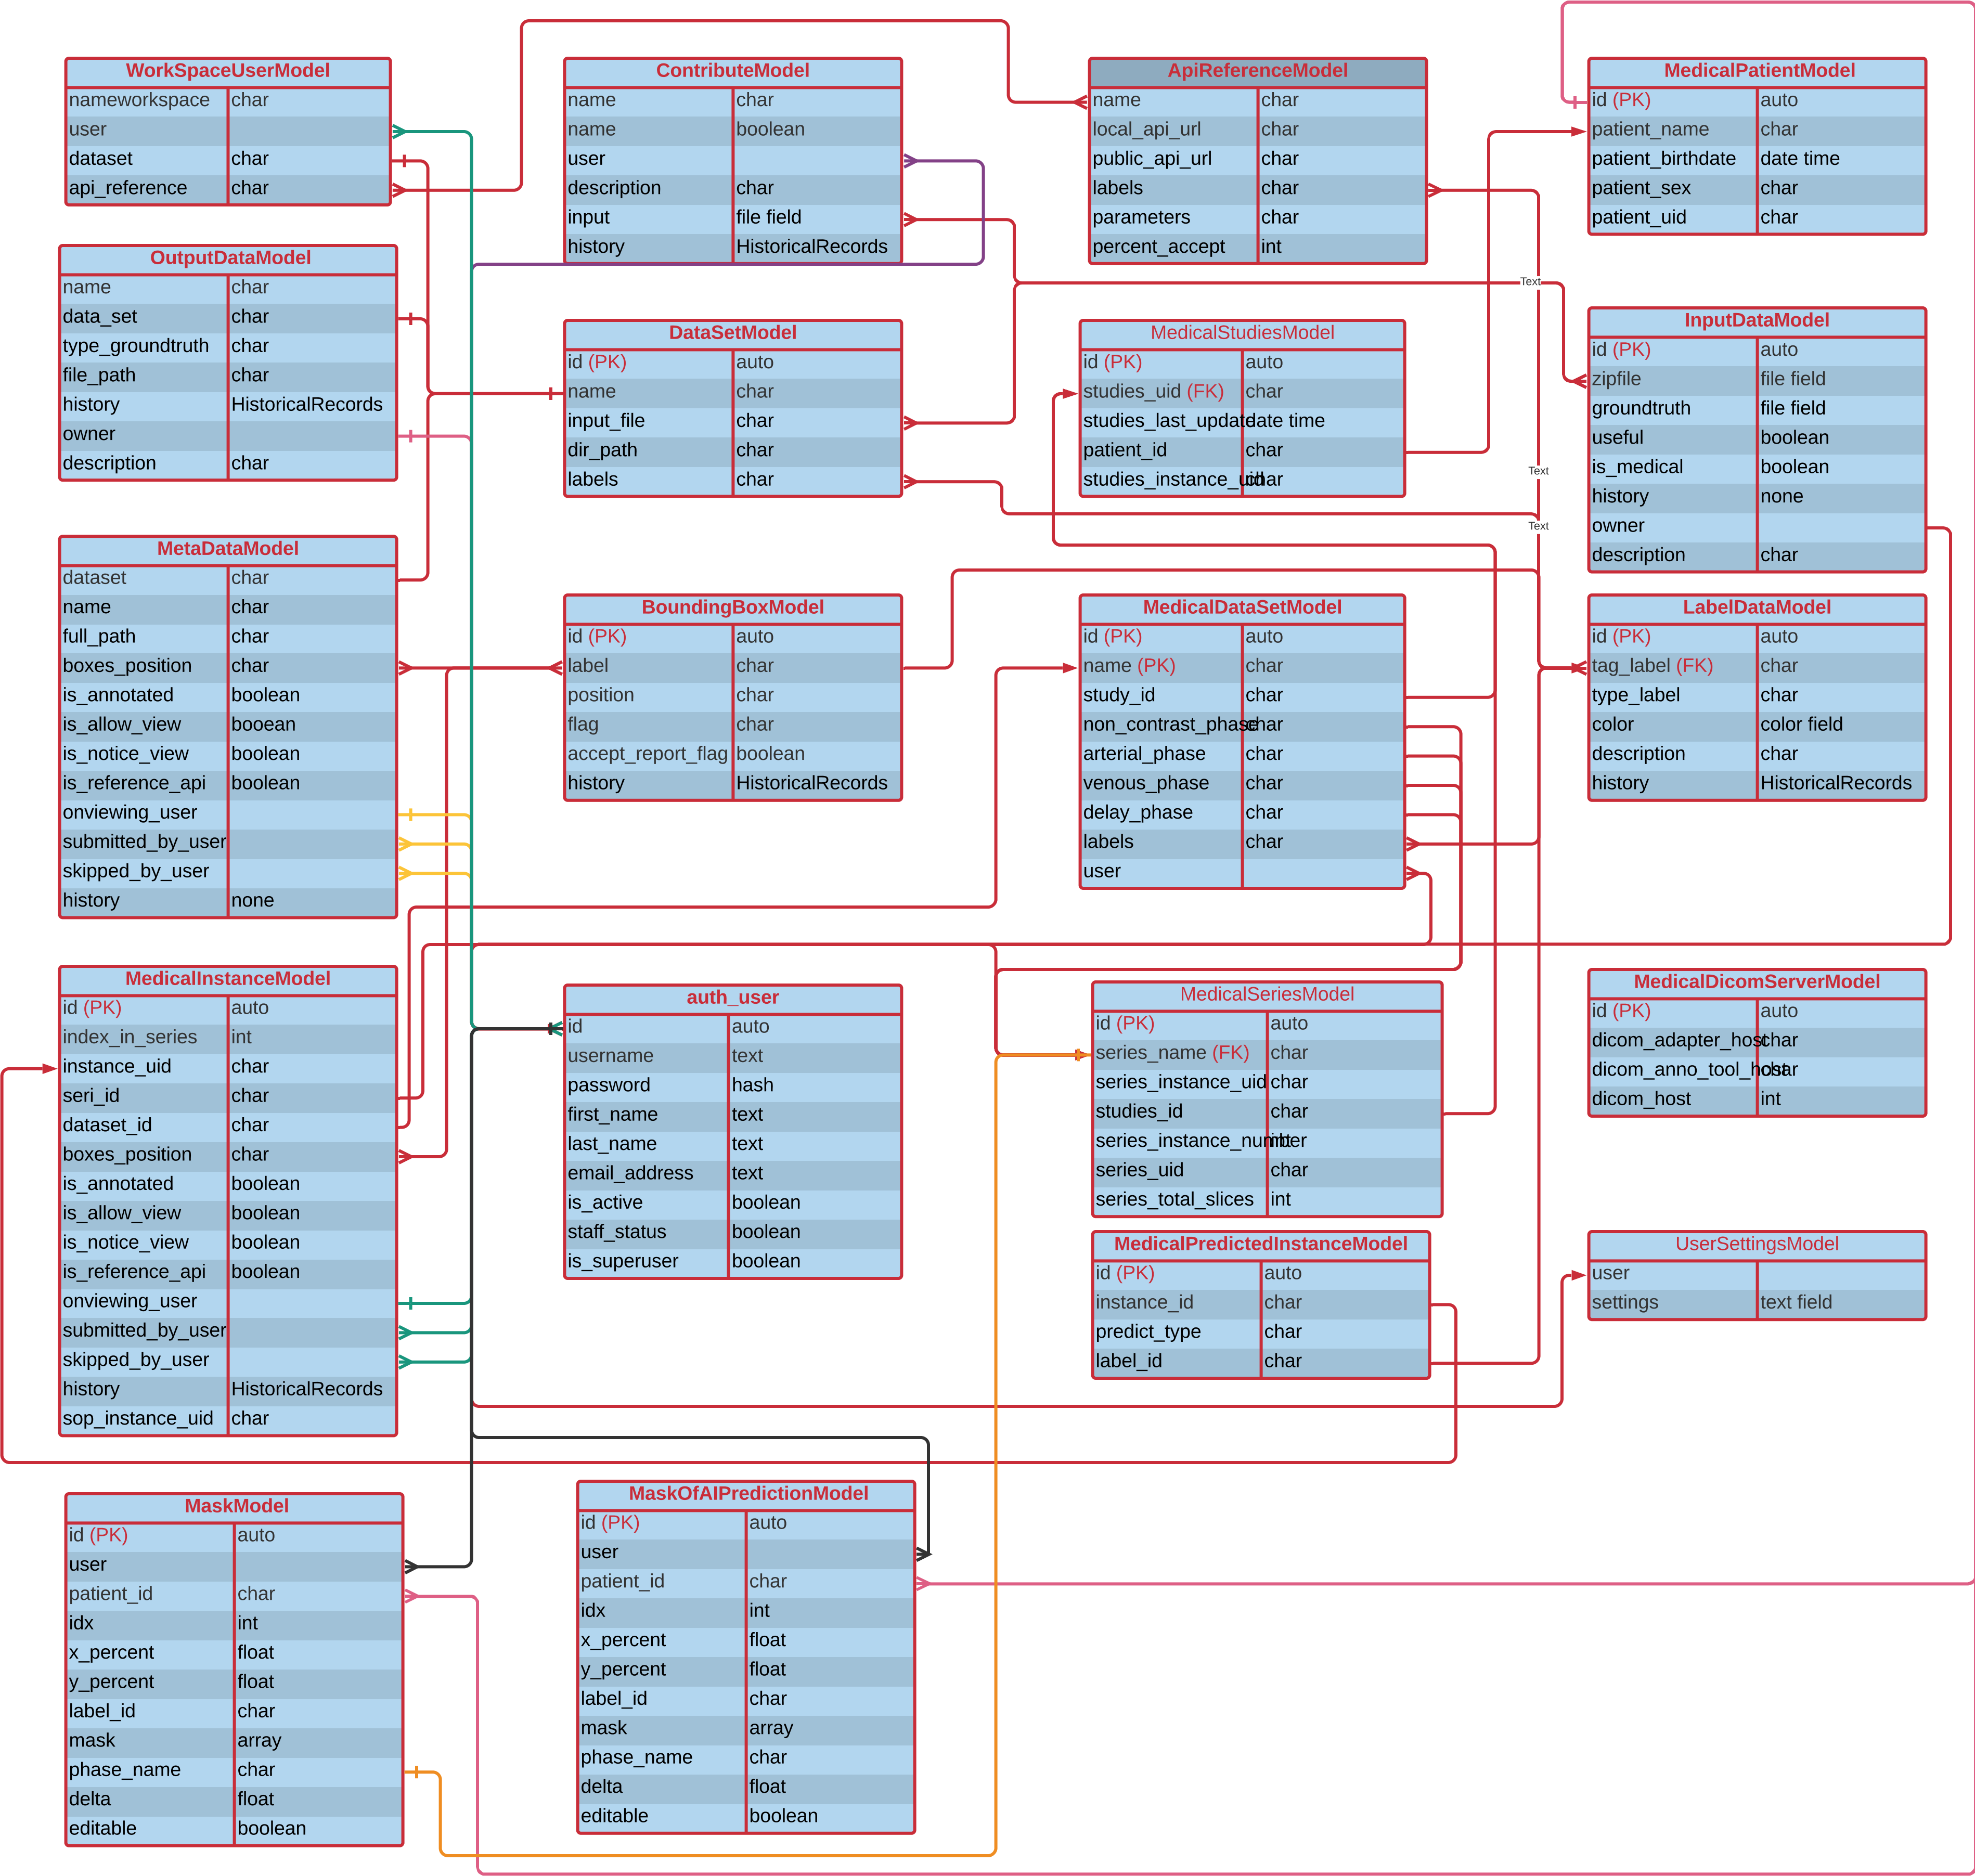 WorkSpaceUserModel
nameworkspace char
user
dataset char
api_reference char
ContributeModel
name char
name boolean
user
description char
input file field
history HistoricalRecords
ApiReferenceModel
name char
local_api_url char
public_api_url char
labels char
parameters char
percent_accept int
MedicalPatientModel
id (PK) auto
patient_name char
patient_birthdate date time
patient_sex char
patient_uid char
OutputDataModel
name char
data_set char
type_groundtruth char
file_path char
history HistoricalRecords
owner
description char
DataSetModel
id (PK) auto
name char
input_file char
dir_path char
labels char
MedicalStudiesModel
id (PK) auto
studies_uid (FK) char
studies_last_update date time
patient_id char
studies_instance_uid char
Text
Text
Text
InputDataModel
id (PK) auto
zipfile file field
groundtruth file field
useful boolean
is_medical boolean
history none
owner
description char
MetaDataModel
dataset char
name char
full_path char
boxes_position char
is_annotated boolean
is_allow_view booean
is_notice_view boolean
is_reference_api boolean
onviewing_user
submitted_by_user
skipped_by_user
history none
BoundingBoxModel
id (PK) auto
label char
position char
flag char
accept_report_flag boolean
history HistoricalRecords
MedicalDataSetModel
id (PK) auto
name (PK) char
study_id char
non_contrast_phase char
arterial_phase char
venous_phase char
delay_phase char
labels char
user
LabelDataModel
id (PK) auto
tag_label (FK) char
type_label char
color color field
description char
history HistoricalRecords
MedicalInstanceModel
id (PK) auto
index_in_series int
instance_uid char
seri_id char
dataset_id char
boxes_position char
is_annotated boolean
is_allow_view boolean
is_notice_view boolean
is_reference_api boolean
onviewing_user
submitted_by_user
skipped_by_user
history HistoricalRecords
sop_instance_uid char
auth_user
id auto
username text
password hash
first_name text
last_name text
email_address text
is_active boolean
staff_status boolean
is_superuser boolean
MedicalSeriesModel
id (PK) auto
series_name (FK) char
series_instance_uid char
studies_id char
series_instance_number int
series_uid char
series_total_slices int
MedicalDicomServerModel
id (PK) auto
dicom_adapter_host char
dicom_anno_tool_host char
dicom_host int
MedicalPredictedInstanceModel
id (PK) auto
instance_id char
predict_type char
label_id char
UserSettingsModel
user
settings text field
MaskModel
id (PK) auto
user
patient_id char
idx int
x_percent float
y_percent float
label_id char
mask array
phase_name char
delta float
editable boolean
MaskOfAIPredictionModel
id (PK) auto
user
patient_id char
idx int
x_percent float
y_percent float
label_id char
mask array
phase_name char
delta float
editable boolean